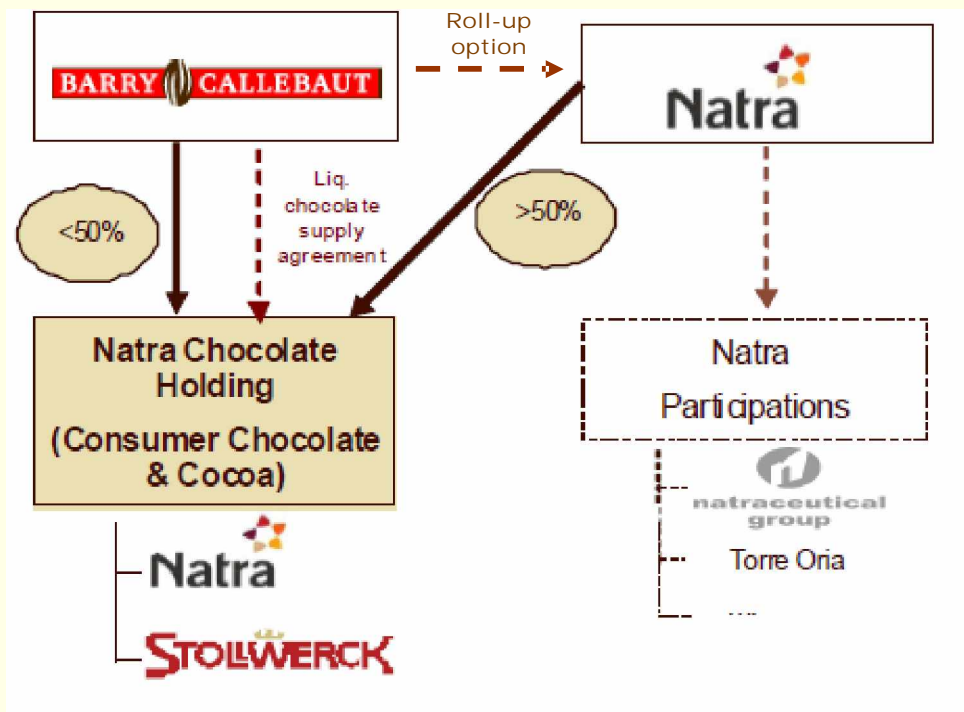 Roll-up
option
BARRY CALLEBAUT
Natra
Liq.
chocolate
supply
agreement
<50%
>50%
Natra Chocolate
Holding
(Consumer Chocolate
& Cocoa)
Natra
Participations
natraceutical
group
Torre Oria
Natra
STOLLWERCK